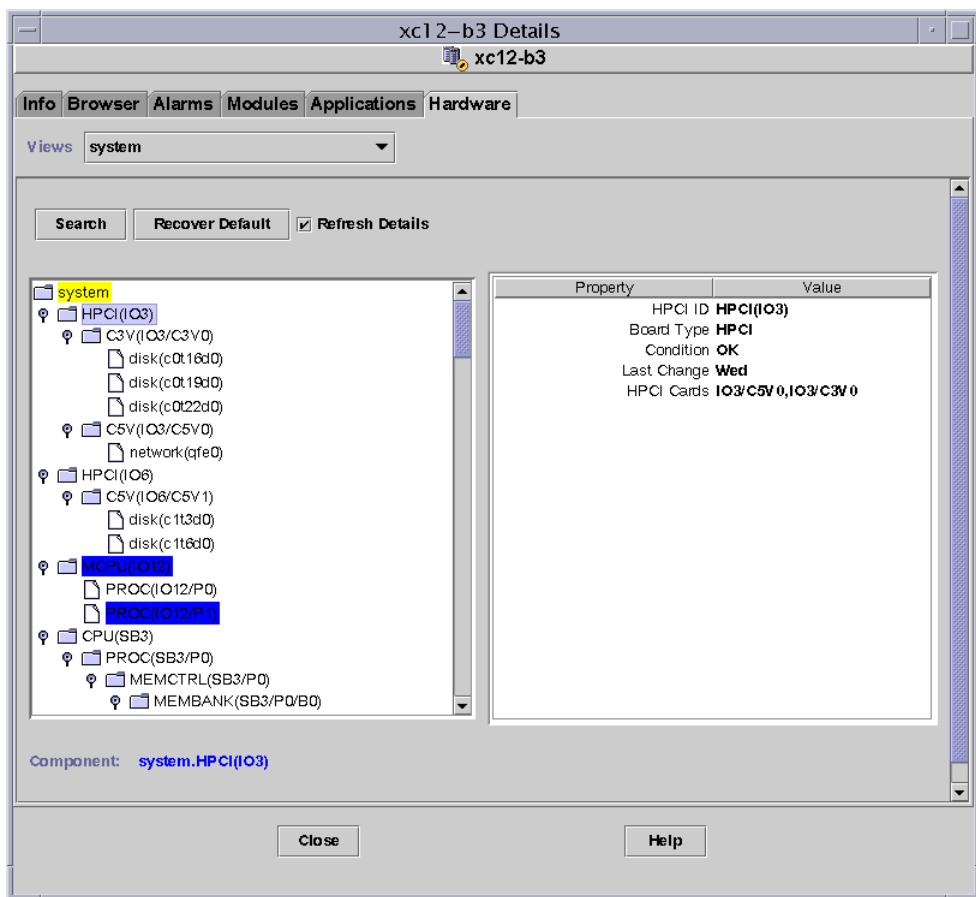 xc12–b3 Details
xc12-b3
Info Browser Alarms Modules Applications Hardware
Views system
Search Recover Default Refresh Details
system
HPCI(IO3)
C3V(IO3/C3V0)
disk(c0t16d0)
disk(c0t19d0)
disk(c0t22d0)
C5V(IO3/C5V0)
network(qfe0)
HPCI(IO6)
C5V(IO6/C5V1)
disk(c1t3d0)
disk(c1t6d0)
MCPU(IO12)
PROC(IO12/P0)
PROC(IO12/P1)
CPU(SB3)
PROC(SB3/P0)
MEMCTRL(SB3/P0)
MEMBANK(SB3/P0/B0)
Property Value
HPCI ID HPCI(IO3)
Board Type HPCI
Condition OK
Last Change Wed
HPCI Cards IO3/C5V0,IO3/C3V0
Component: system.HPCI(IO3)
Close Help